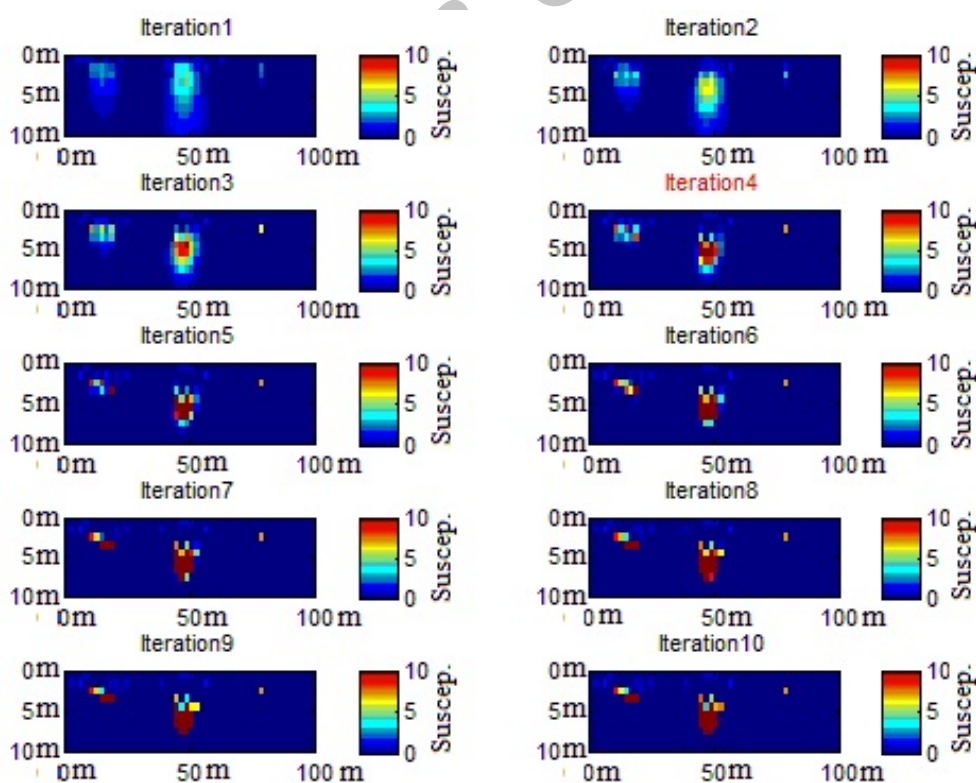 Iteration1
0m
5m
10m
0m 50 m 100 m
10
5
0
Suscep.
Iteration2
0m
5m
10m
0m 50 m 100 m
10
5
0
Suscep.
Iteration3
0m
5m
10m
0m 50 m 100m
10
5
0
Suscep.
Iteration4
0m
5m
10m
0m 50 m 100 m
10
5
0
Suscep.
Iteration5
0m
5m
10m
0m 50m 100 m
10
5
0
Suscep.
Iteration6
0m
5m
10m
0m 50m 100 m
10
5
0
Suscep.
Iteration7
0m
5m
10m
0m 50m 100 m
10
5
0
Suscep.
Iteration8
0m
5m
10m
0m 50m 100 m
10
5
0
Suscep.
Iteration9
0m
5m
10m
0m 50m 100 m
10
5
0
Suscep.
Iteration10
0m
5m
10m
0m 50m 100 m
10
5
0
Suscep.